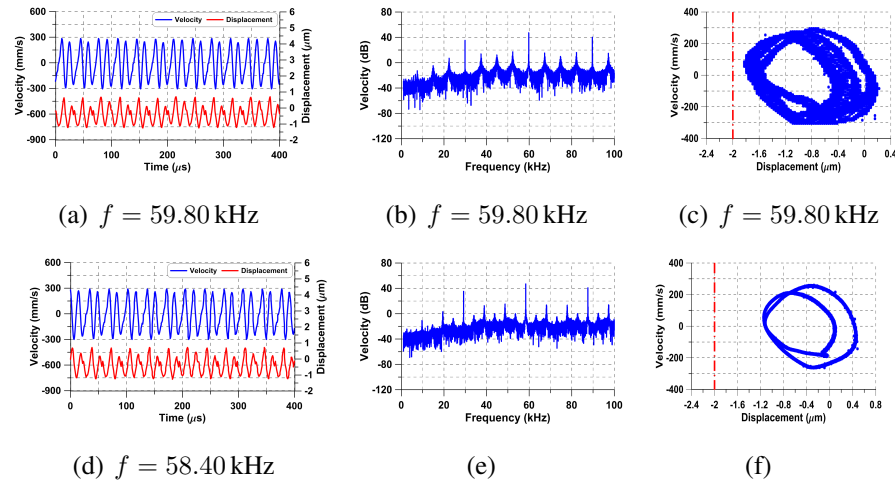 600
300
0
-300
-600
-900
Velocity (mm/s)
Velocity Displacement
6
5
4
3
2
1
0
-1
-2
Displacement (μm)
0 100 200 300 400
Time (μs)
80
40
0
-40
-80
-120
Velocity (dB)
0 20 40 60 80 100
Frequency (kHz)
400
200
0
-200
-400
Velocity (mm/s)
-2.4 -2 -1.6 -1.2 -0.8 -0.4 0 0.4
Displacement (μm)
(a) f = 59.80 kHz
(b) f = 59.80 kHz
(c) f = 59.80 kHz
600
300
0
-300
-600
-900
Velocity (mm/s)
Velocity Displacement
6
5
4
3
2
1
0
-1
-2
Displacement (μm)
0 100 200 300 400
Time (μs)
80
40
0
-40
-80
-120
Velocity (dB)
0 20 40 60 80 100
Frequency (kHz)
400
200
0
-200
-400
Velocity (mm/s)
-2.4 -2 -1.6 -1.2 -0.8 -0.4 0 0.4 0.8
Displacement (μm)
(d) f = 58.40 kHz
(e)
(f)